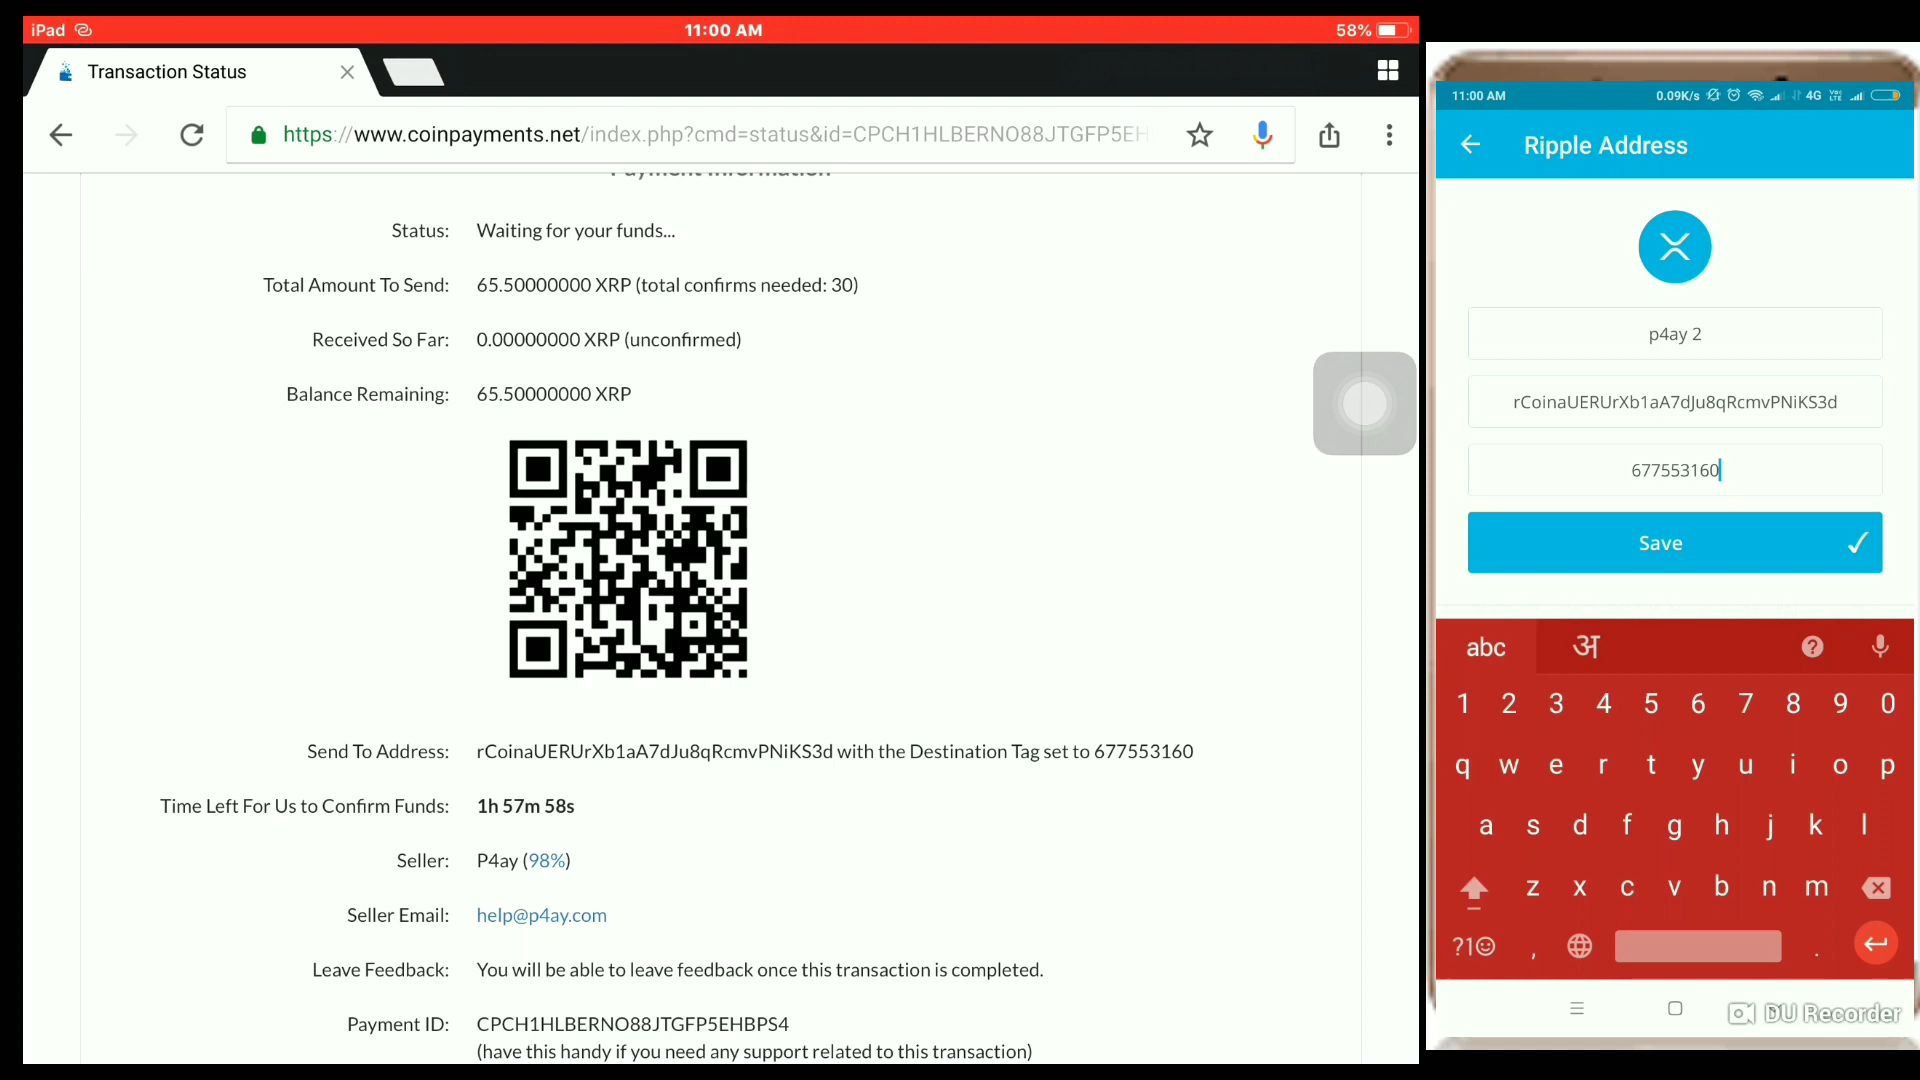 iPad
11:00 AM
58%
Transaction Status
https://www.coinpayments.net/index.php?cmd=status&id=CPCH1HLBERNO88JTGFP5EH
Payment Information
Status: Waiting for your funds...
Total Amount To Send: 65.50000000 XRP (total confirms needed: 30)
Received So Far: 0.00000000 XRP (unconfirmed)
Balance Remaining: 65.50000000 XRP
Send To Address: rCoinaUERUrXb1aA7dJu8qRcmvPNiKS3d with the Destination Tag set to 677553160
Time Left For Us to Confirm Funds: 1h 57m 58s
Seller: P4ay (98%)
Seller Email: help@p4ay.com
Leave Feedback: You will be able to leave feedback once this transaction is completed.
Payment ID: CPCH1HLBERNO88JTGFP5EHBPS4
(have this handy if you need any support related to this transaction)
11:00 AM
0.09K/s 4G Vo LTE
Ripple Address
p4ay 2
rCoinaUERUrXb1aA7dJu8qRcmvPNiKS3d
677553160
Save
abc अ
1 2 3 4 5 6 7 8 9 0
q w e r t y u i o p
a s d f g h j k l
z x c v b n m
?1☺ , .
DU Recorder